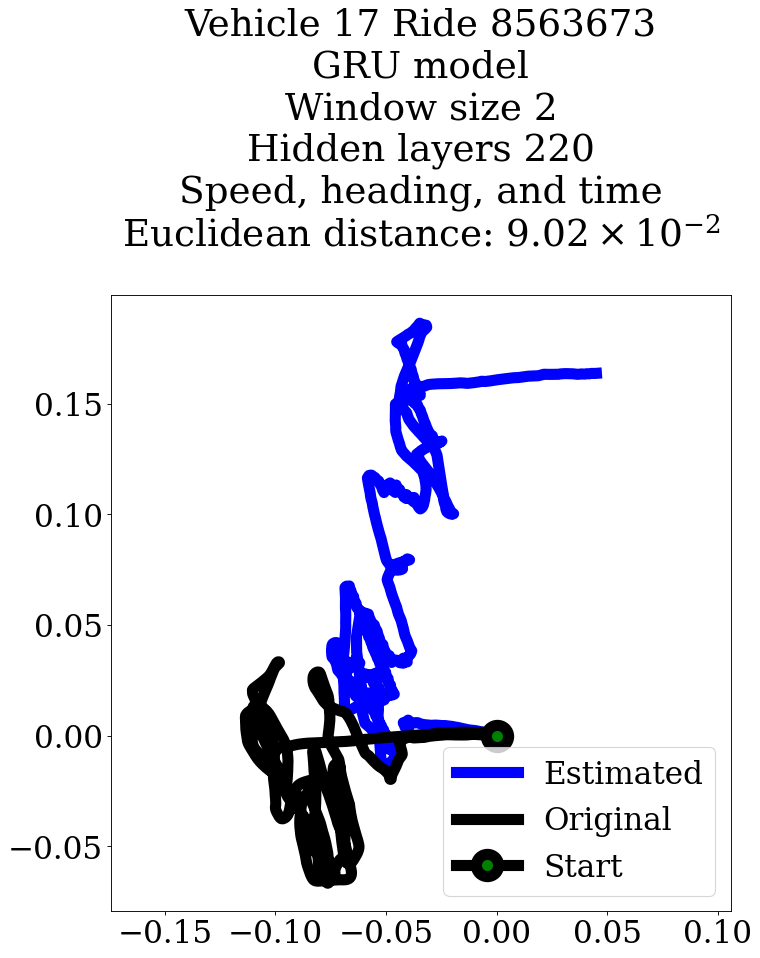 Vehicle 17 Ride 8563673
GRU model
Window size 2
Hidden layers 220
Speed, heading, and time
Euclidean distance: 9.02 × 10⁻²
0.15
0.10
0.05
0.00
−0.05
Estimated
Original
Start
−0.15 −0.10 −0.05 0.00 0.05 0.10